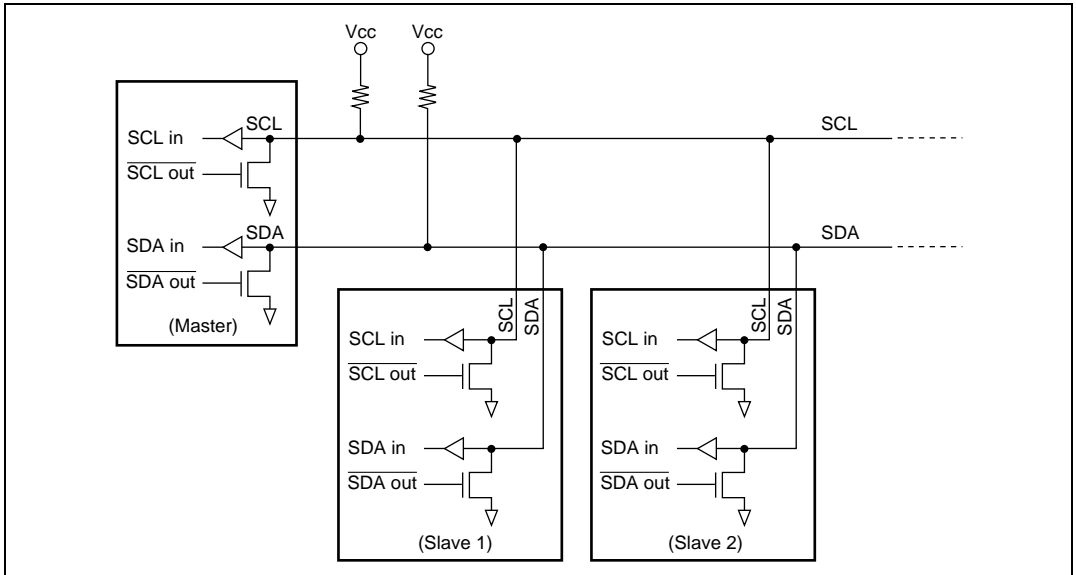 Vcc Vcc
SCL in
SCL
SCL
SCL out
SDA in
SDA
SDA
SDA out
(Master)
SCL
SDA
SCL in
SCL out
SDA in
SDA out
(Slave 1)
SCL
SDA
SCL in
SCL out
SDA in
SDA out
(Slave 2)